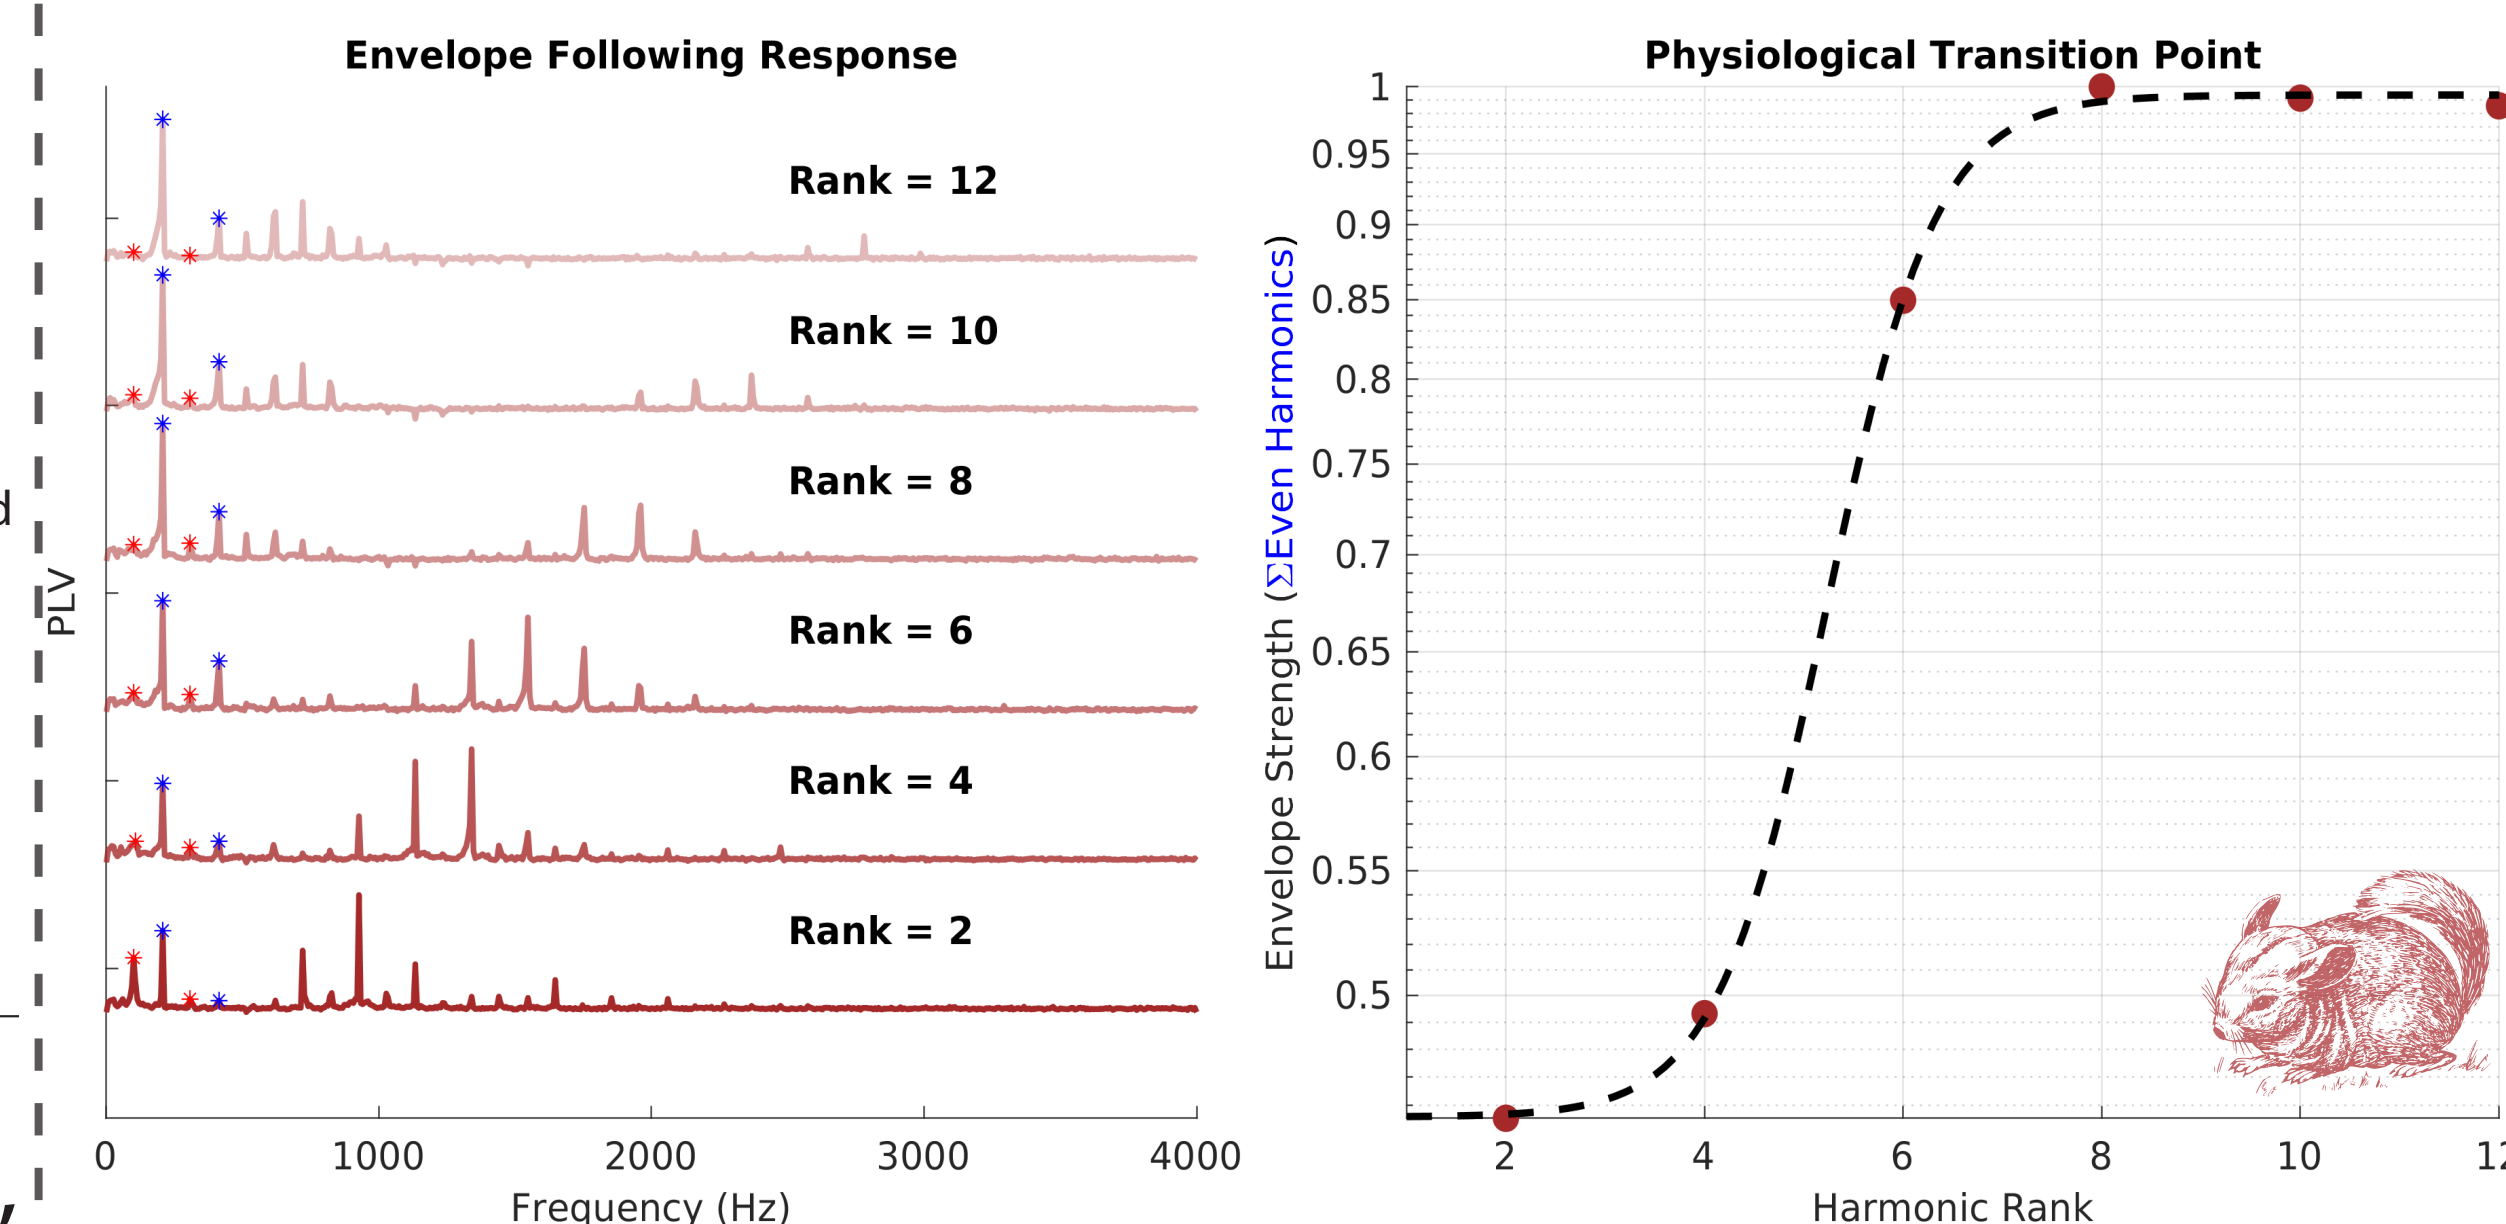 Envelope Following Response
Rank = 12
Rank = 10
Rank = 8
Rank = 6
Rank = 4
Rank = 2
PLV
0 1000 2000 3000 4000
Frequency (Hz)
Physiological Transition Point
Envelope Strength (ΣEven Harmonics)
1
0.95
0.9
0.85
0.8
0.75
0.7
0.65
0.6
0.55
0.5
2 4 6 8 10 12
Harmonic Rank